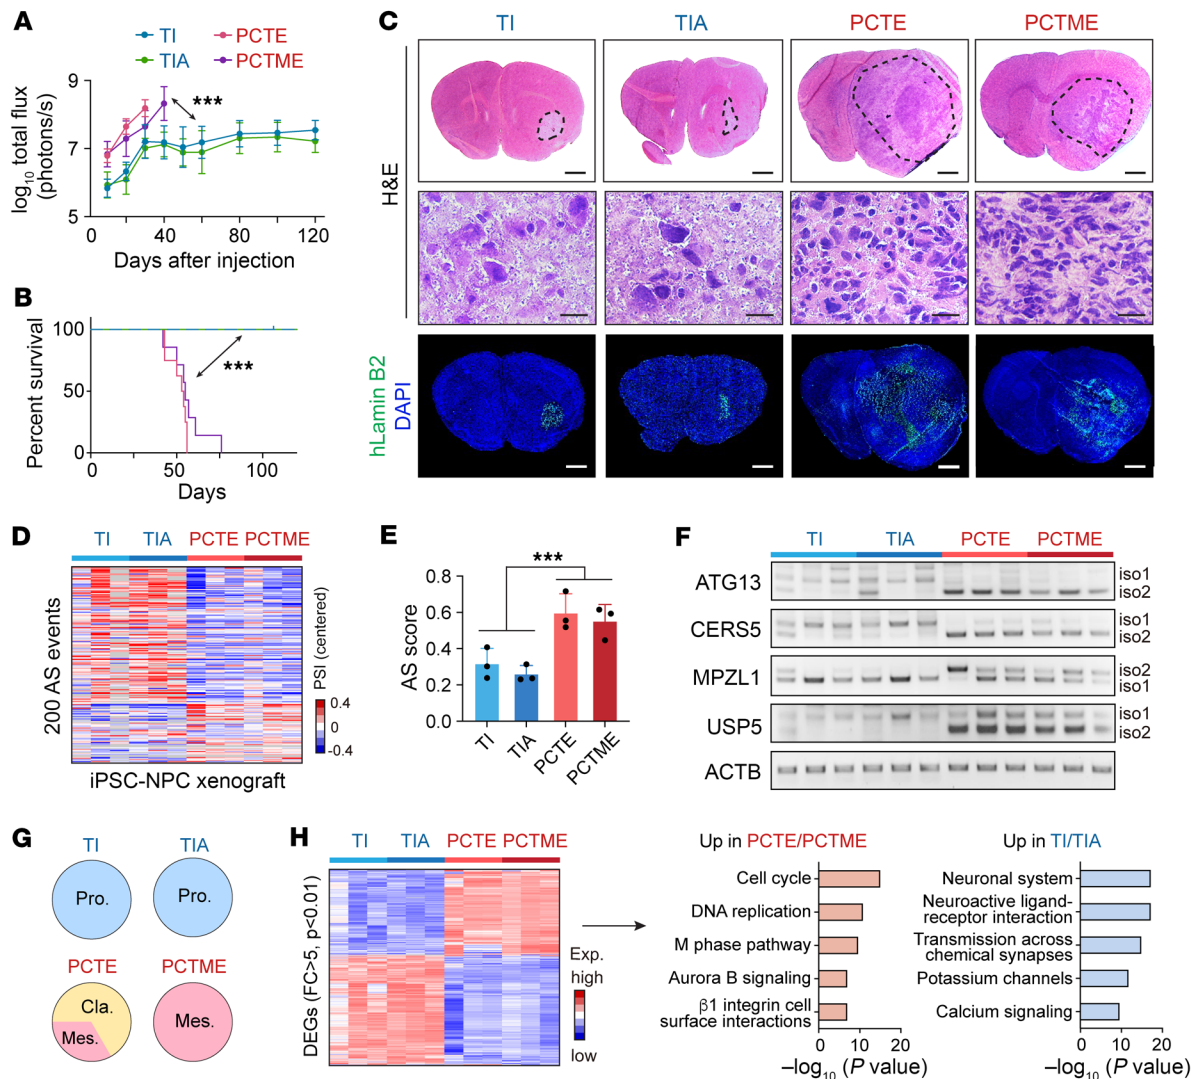 A
TI
PCTE
TIA
PCTME
log10 total flux
(photons/s)
9
7
5
***
0
20
40
60
80
100
120
Days after injection
B
Percent survival
100
50
0
***
0
50
100
Days
C
TI
TIA
PCTE
PCTME
H&E
hLamin B2
DAPI
D
TI
TIA
PCTE
PCTME
200 AS events
PSI (centered)
0.4
0
-0.4
iPSC-NPC xenograft
E
***
AS score
0.8
0.6
0.4
0.2
0.0
TI
TIA
PCTE
PCTME
F
TI
TIA
PCTE
PCTME
ATG13
iso1
iso2
CERS5
iso1
iso2
MPZL1
iso2
iso1
USP5
iso1
iso2
ACTB
G
TI
TIA
Pro.
Pro.
PCTE
PCTME
Cla.
Mes.
Mes.
H
TI
TIA
PCTE
PCTME
DEGs (FC>5, p<0.01)
Exp.
high
low
Up in PCTE/PCTME
Cell cycle
DNA replication
M phase pathway
Aurora B signaling
β1 integrin cell
surface interactions
0
10
20
–log10 (P value)
Up in TI/TIA
Neuronal system
Neuroactive ligand-
receptor interaction
Transmission across
chemical synapses
Potassium channels
Calcium signaling
0
10
20
–log10 (P value)